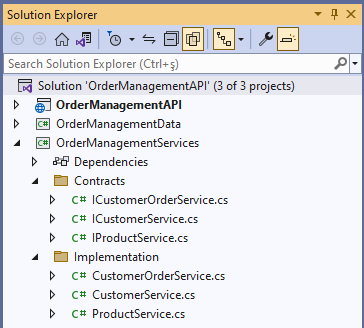 Solution Explorer
Search Solution Explorer (Ctrl+ş)
Solution 'OrderManagementAPI' (3 of 3 projects)
OrderManagementAPI
C# OrderManagementData
C# OrderManagementServices
Dependencies
Contracts
C# ICustomerOrderService.cs
C# ICustomerService.cs
C# IProductService.cs
Implementation
C# CustomerOrderService.cs
C# CustomerService.cs
C# ProductService.cs